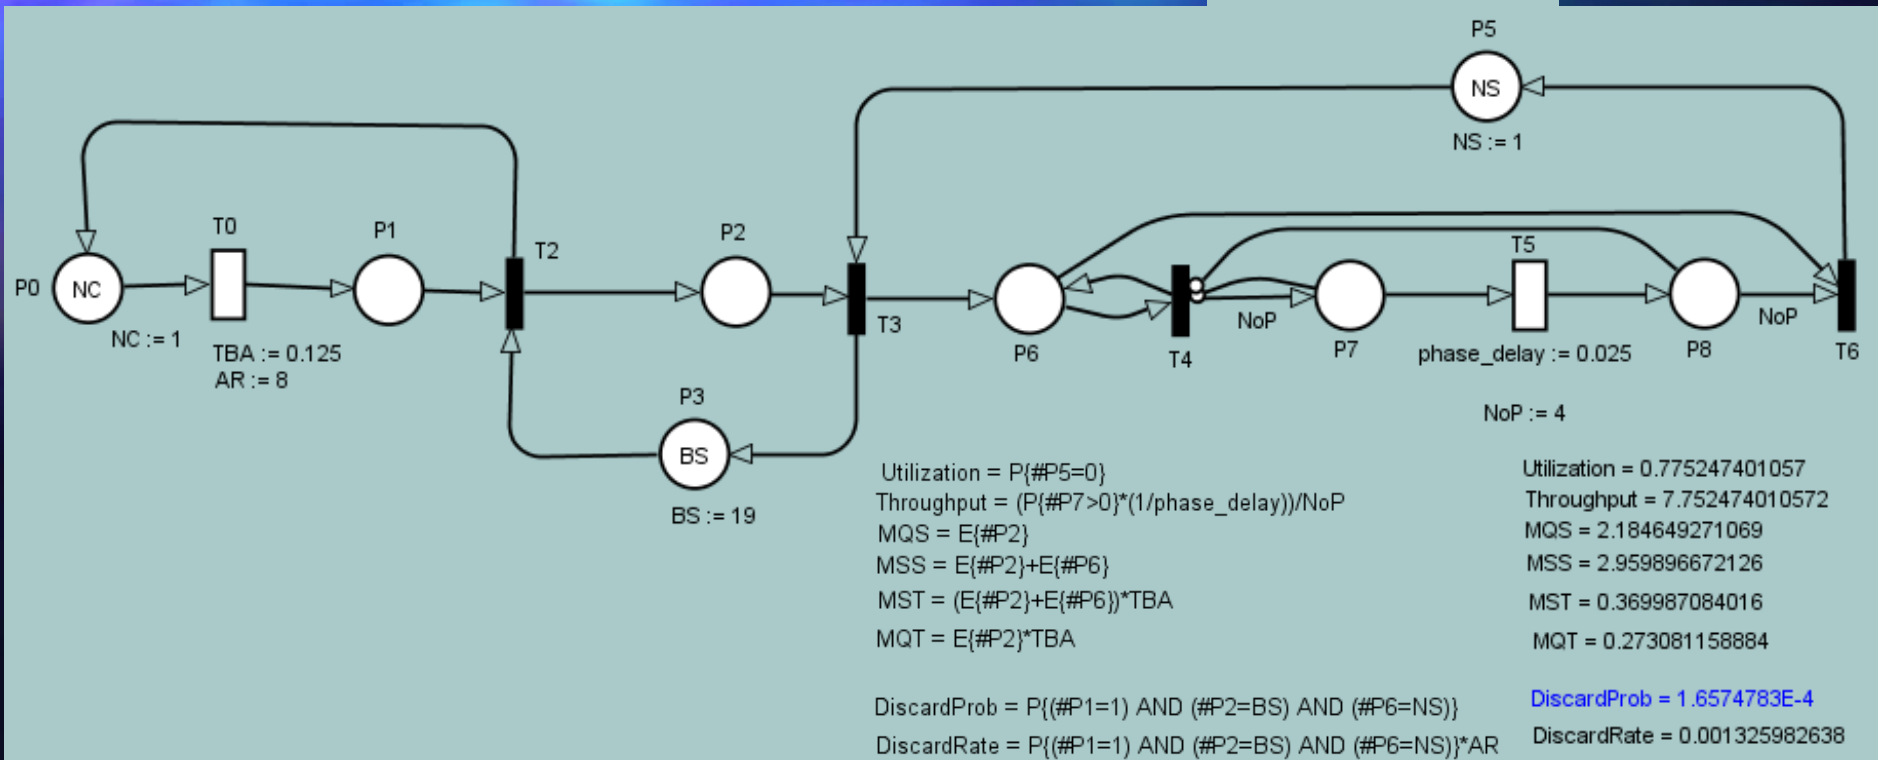 P5
NS
NS := 1
T0
P1
T2
P2
T5
P0
NC
NC := 1
TBA := 0.125
AR := 8
T3
P6
T4
NoP
P7
phase_delay := 0.025
P8
NoP
T6
P3
BS
BS := 19
NoP := 4
Utilization = P{#P5=0}
Throughput = (P{#P7>0}*(1/phase_delay))/NoP
MQS = E{#P2}
MSS = E{#P2}+E{#P6}
MST = (E{#P2}+E{#P6})*TBA
MQT = E{#P2}*TBA
DiscardProb = P{(#P1=1) AND (#P2=BS) AND (#P6=NS)}
DiscardRate = P{(#P1=1) AND (#P2=BS) AND (#P6=NS)}*AR
Utilization = 0.775247401057
Throughput = 7.752474010572
MQS = 2.184649271069
MSS = 2.959896672126
MST = 0.369987084016
MQT = 0.273081158884
DiscardProb = 1.6574783E-4
DiscardRate = 0.001325982638